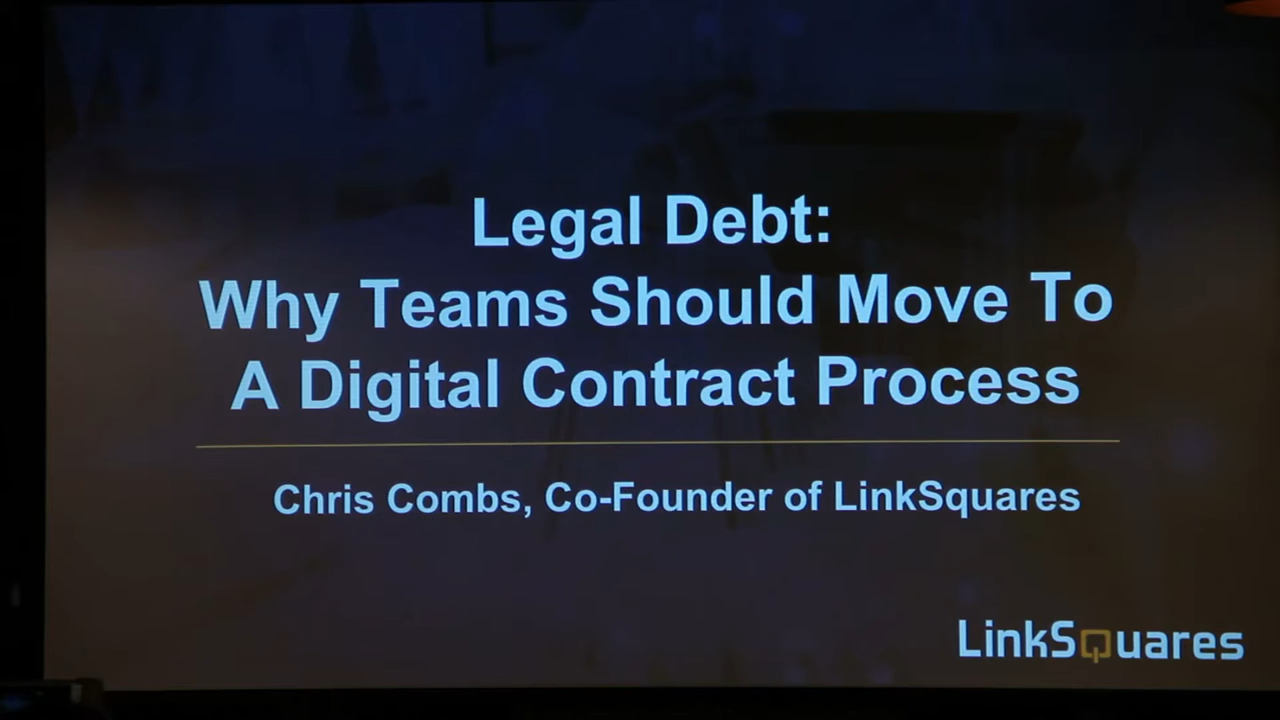 Legal Debt:
Why Teams Should Move To
A Digital Contract Process
Chris Combs, Co-Founder of LinkSquares
LinkSquares